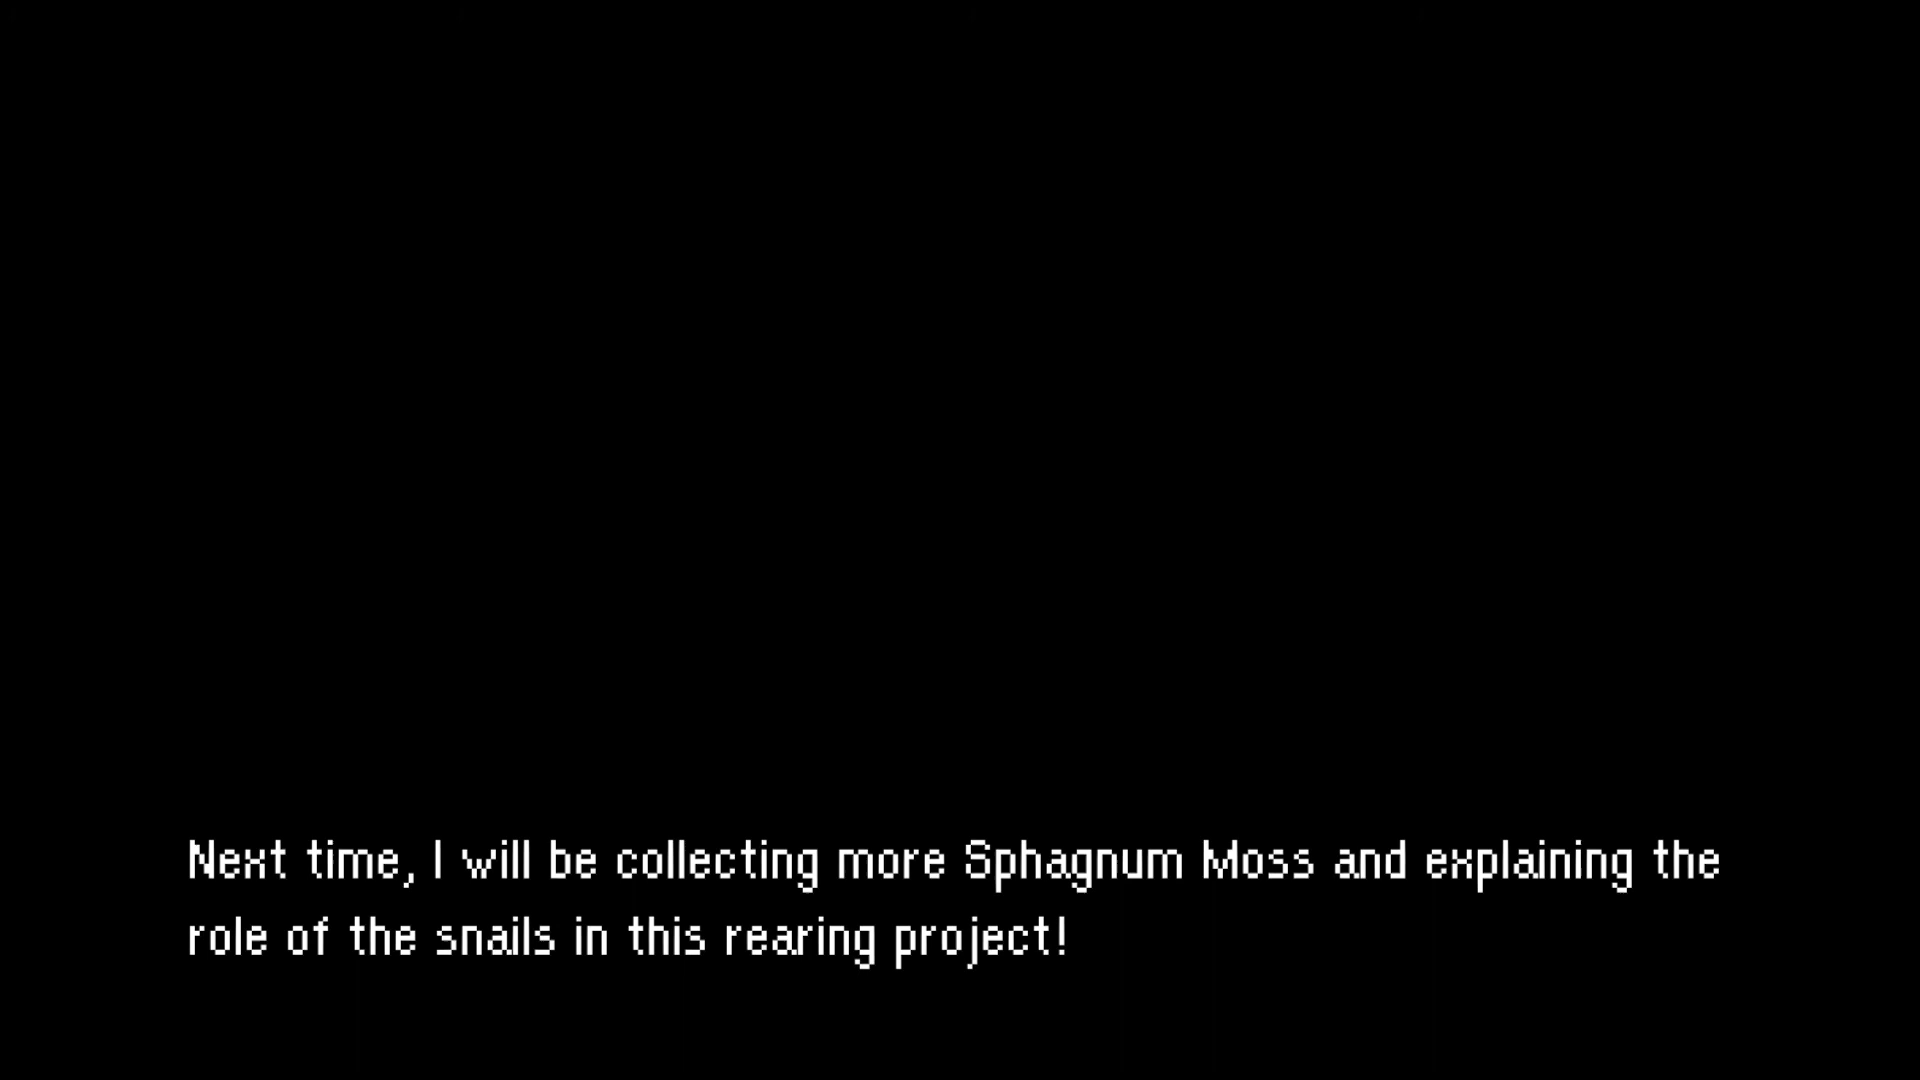 Next time, I will be collecting more Sphagnum Moss and explaining the
role of the snails in this rearing project!